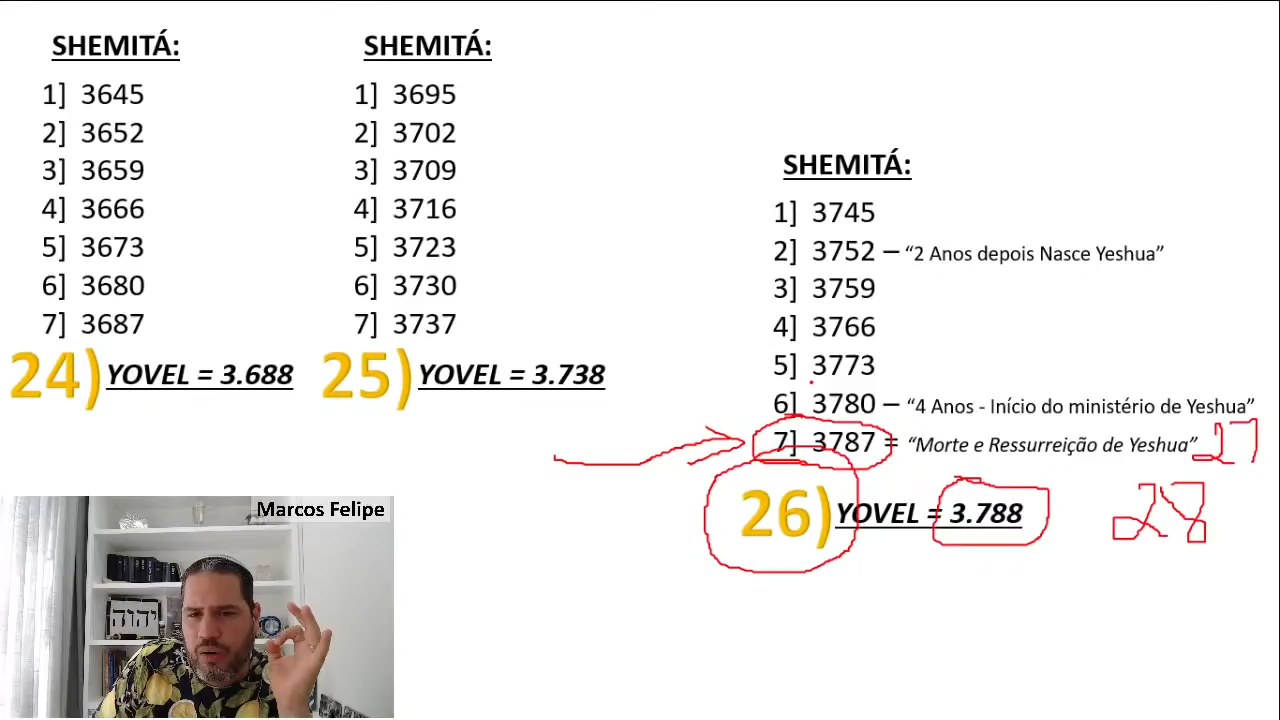 SHEMITÁ:
1] 3645
2] 3652
3] 3659
4] 3666
5] 3673
6] 3680
7] 3687
24) YOVEL = 3.688
SHEMITÁ:
1] 3695
2] 3702
3] 3709
4] 3716
5] 3723
6] 3730
7] 3737
25) YOVEL = 3.738
SHEMITÁ:
1] 3745
2] 3752 – “2 Anos depois Nasce Yeshua”
3] 3759
4] 3766
5] 3773
6] 3780 – “4 Anos - Início do ministério de Yeshua”
7] 3787 = “Morte e Ressurreição de Yeshua” 27
26) YOVEL = 3.788 28
Marcos Felipe
יהוה